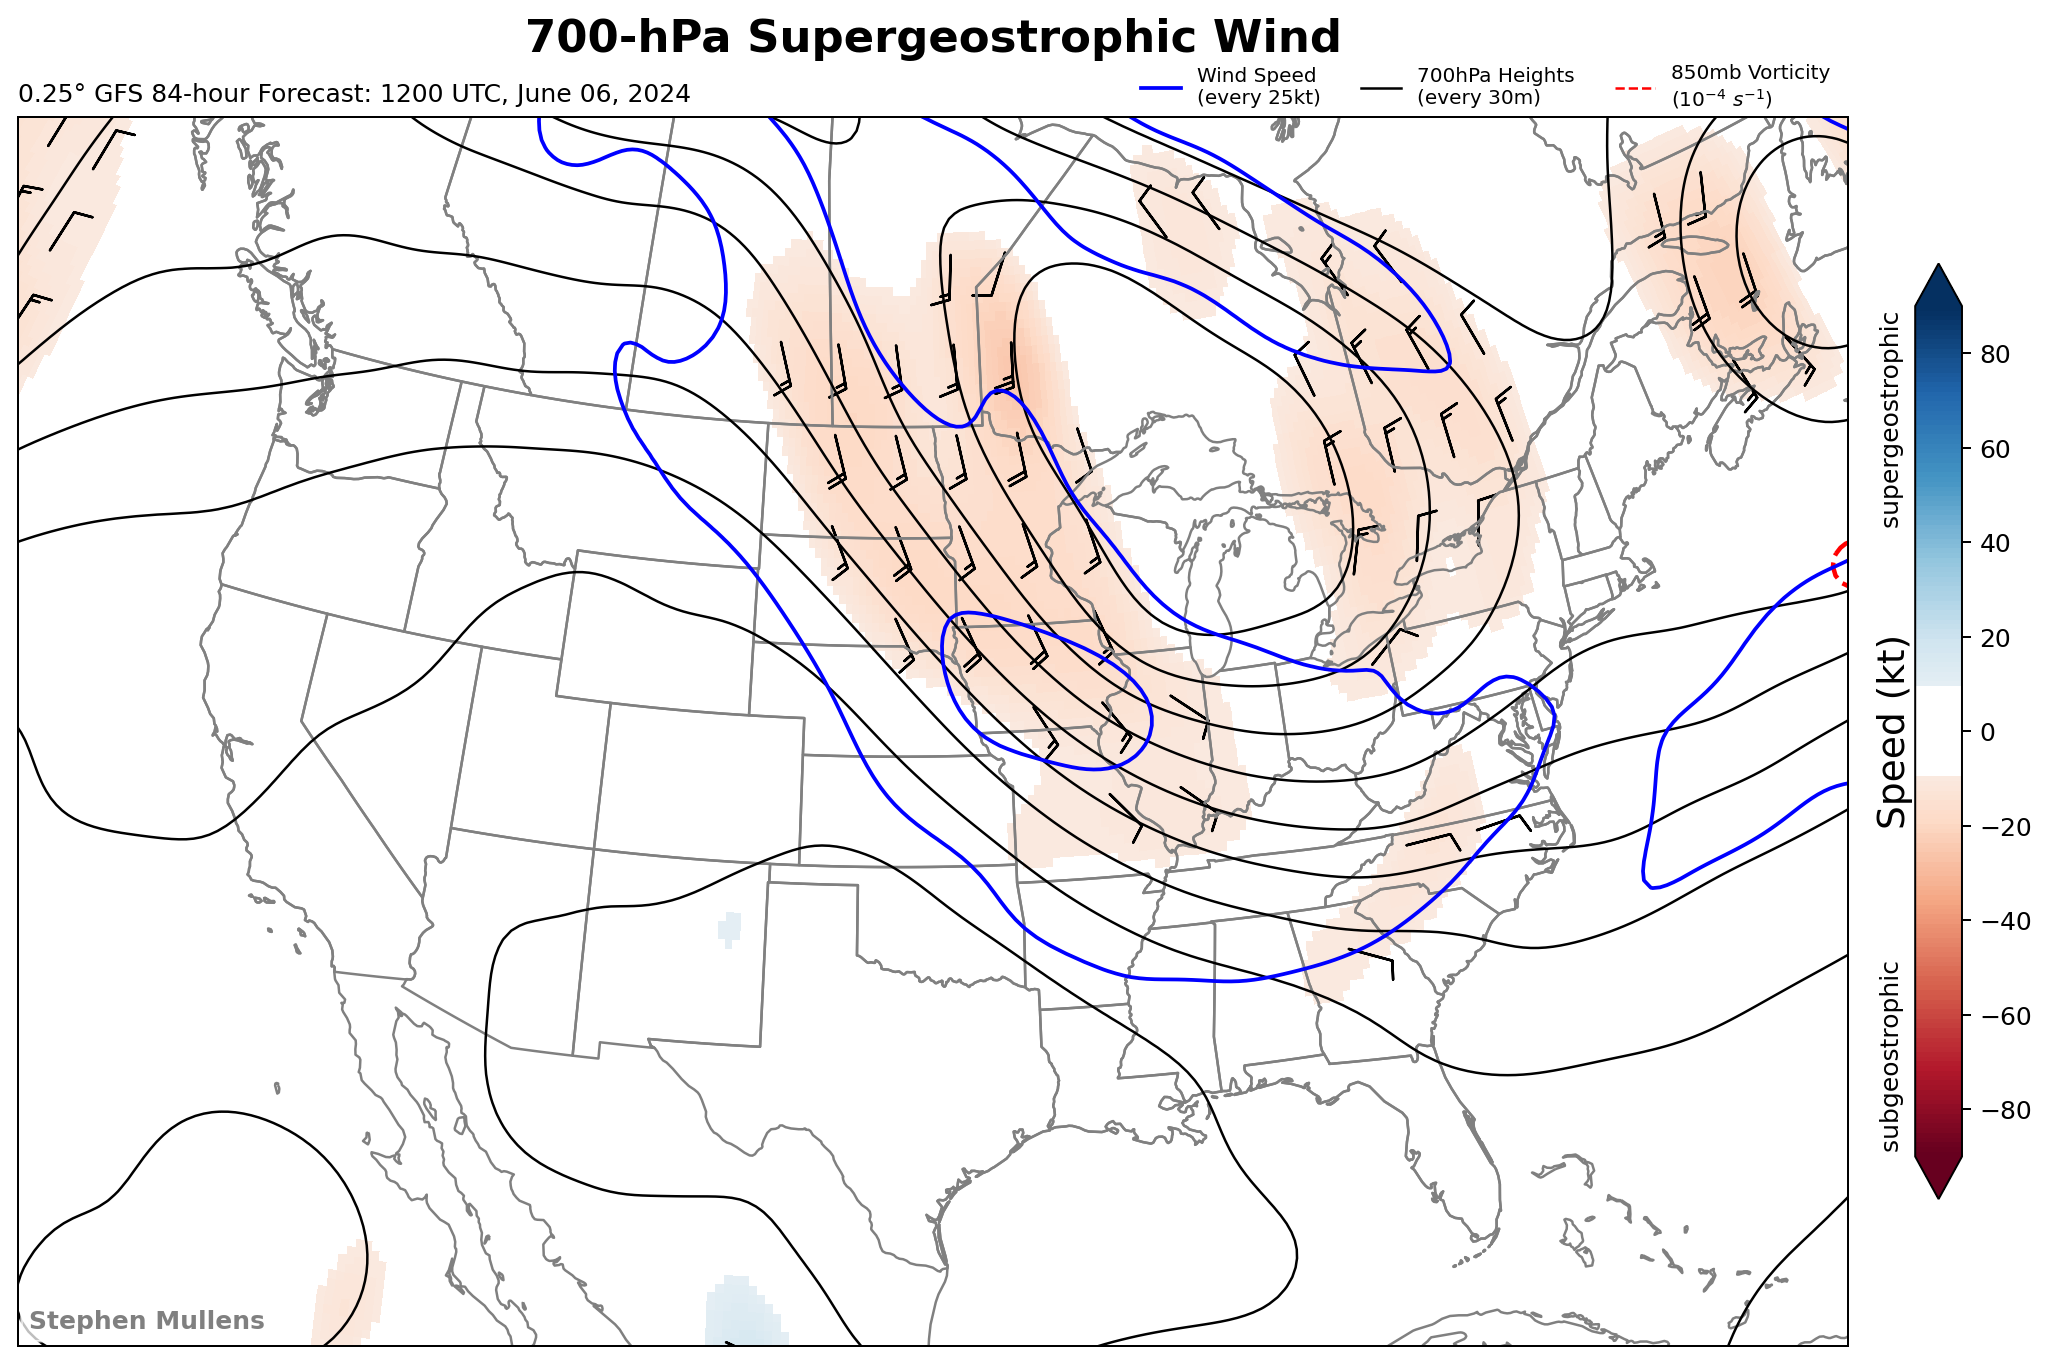 700-hPa Supergeostrophic Wind
0.25° GFS 84-hour Forecast: 1200 UTC, June 06, 2024
Wind Speed
(every 25kt)
700hPa Heights
(every 30m)
850mb Vorticity
(10⁻⁴ s⁻¹)
supergeostrophic
Speed (kt)
subgeostrophic
80
60
40
20
0
−20
−40
−60
−80
Stephen Mullens